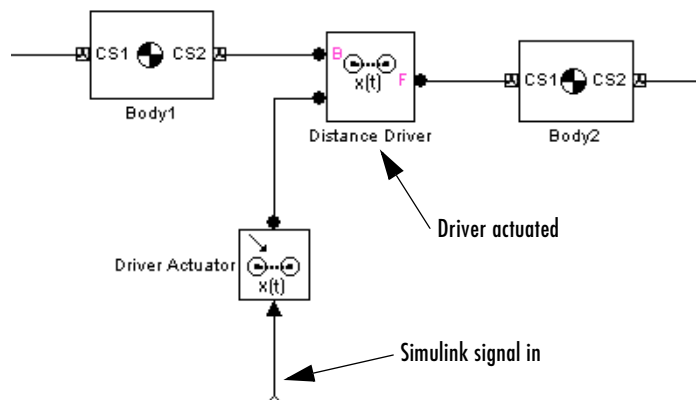 CS1 CS2
Body1
B
F
x(t)
Distance Driver
CS1 CS2
Body2
Driver actuated
Driver Actuator
x(t)
Simulink signal in